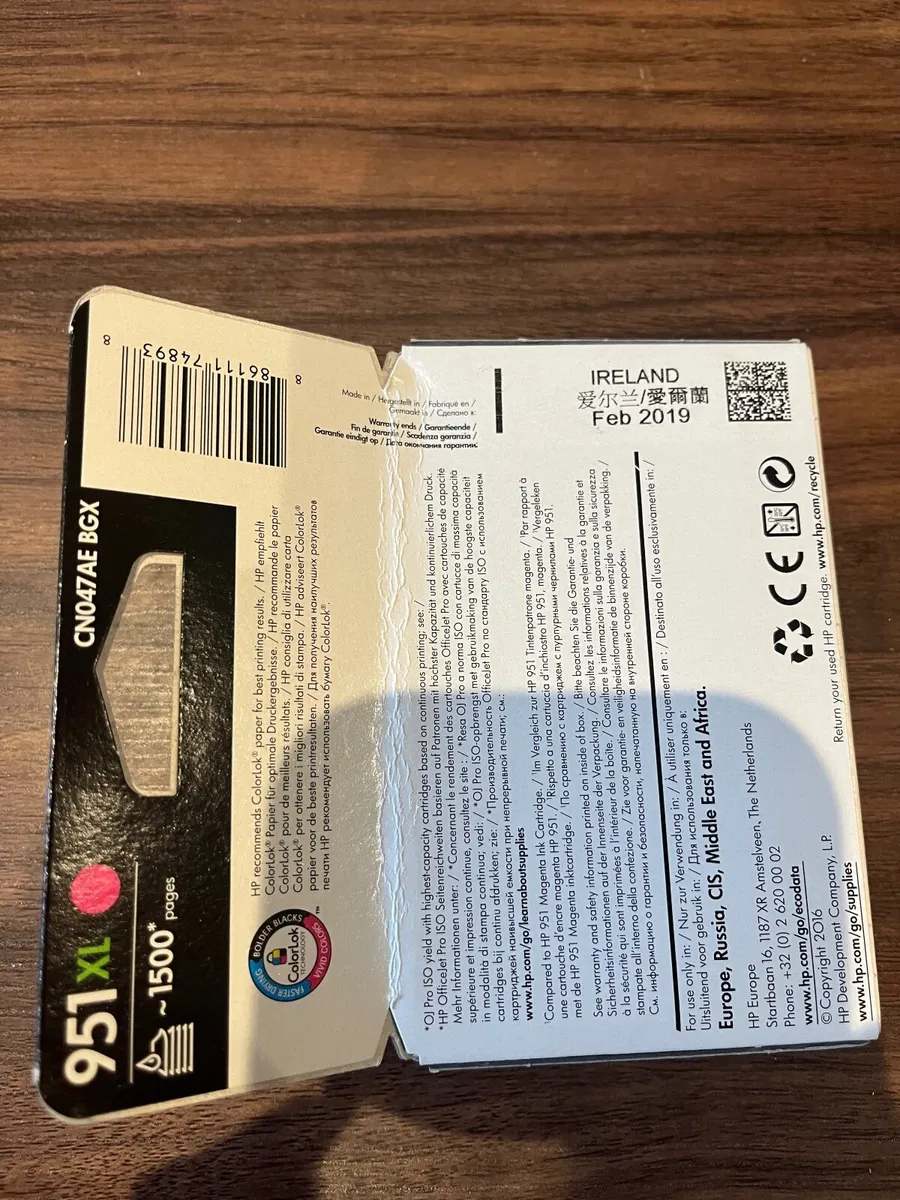 951XL
CN047AE BGX
~1500* pages
8
86111 74893
8
HP recommends ColorLok® paper for best printing results. / HP empfiehlt
ColorLok® Papier für optimale Druckergebnisse. / HP recommande le papier
ColorLok® pour de meilleurs résultats. / HP consiglia di utilizzare carta
ColorLok® per ottenere i migliori risultati di stampa. / HP adviseert ColorLok®
papier voor de beste printresultaten. / Для получения наилучших результатов
печати HP рекомендует использовать бумагу ColorLok®.
BOLDER BLACKS
VIVID COLORS
FASTER DRYING
ColorLok
TECHNOLOGY
™
Made in / Hergestellt in / Fabriqué en /
Gemaakt in / Сделано в:
Warranty ends / Garantieende /
Fin de garantie / Scadenza garanzia /
Garantie eindigt op / Дата окончания гарантии:
IRELAND
爱尔兰/愛爾蘭
Feb 2019
*OJ Pro ISO yield with highest-capacity cartridges based on continuous printing; see: /
*HP OfficeJet Pro ISO Seitenreichweiten basieren auf Patronen mit höchster Kapazität und kontinuierlichem Druck.
Mehr Informationen unter: / *Concernant le rendement des cartouches OfficeJet Pro avec cartouches de capacité
supérieure et impression continue, consultez le site : / *Resa OJ Pro a norma ISO con cartucce di massima capacità
in modalità di stampa continua; vedi: / *OJ Pro ISO-opbrengst met gebruikmaking van de hoogste capaciteit
cartridges bij continu afdrukken; zie: / *Производительность OfficeJet Pro по стандарту ISO с использованием
картриджей наивысшей емкости при непрерывной печати; см.:
www.hp.com/go/learnaboutsupplies
¹Compared to HP 951 Magenta Ink Cartridge. / ¹Im Vergleich zur HP 951 Tintenpatrone magenta. / ¹Par rapport à
une cartouche d'encre magenta HP 951. / ¹Rispetto a una cartuccia d'inchiostro HP 951, magenta. / ¹Vergeleken
met de HP 951 Magenta inktcartridge. / ¹По сравнению с картриджем с пурпурными чернилами HP 951.
See warranty and safety information printed on inside of box. / Bitte beachten Sie die Garantie- und
Sicherheitsinformationen auf der Innenseite der Verpackung. / Consultez les informations relatives à la garantie et
à la sécurité qui sont imprimées à l'intérieur de la boîte. / Consultare le informazioni sulla garanzia e sulla sicurezza
stampate all'interno della confezione. / Zie voor garantie- en veiligheidsinformatie de binnenzijde van de verpakking. /
См. информацию о гарантии и безопасности, напечатанную на внутренней стороне коробки.
For use only in: / Nur zur Verwendung in: / À utiliser uniquement en : / Destinato all'uso esclusivamente in: /
Uitsluitend voor gebruik in: / Для использования только в:
Europe, Russia, CIS, Middle East and Africa.
HP Europe
Startbaan 16, 1187 XR Amstelveen, The Netherlands
Phone: +32 (0) 2 620 00 02
www.hp.com/go/ecodata
© Copyright 2016
HP Development Company, L.P.
www.hp.com/go/supplies
CE
Return your used HP cartridge. www.hp.com/recycle